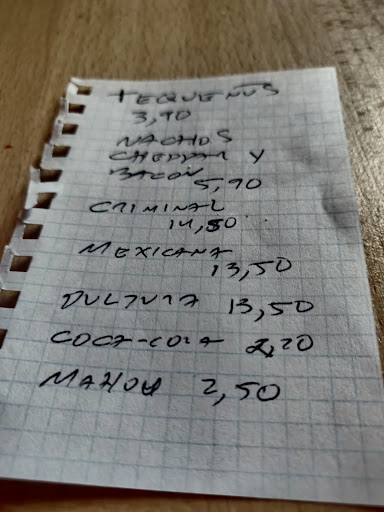 TEQUEÑOS
3,90
NACHOS
CHEDDAR Y
BACON
5,90
CRIMINAL
14,50
MEXICANA
13,50
DULZURA 13,50
COCA-COLA 2,20
MAHOU 2,50